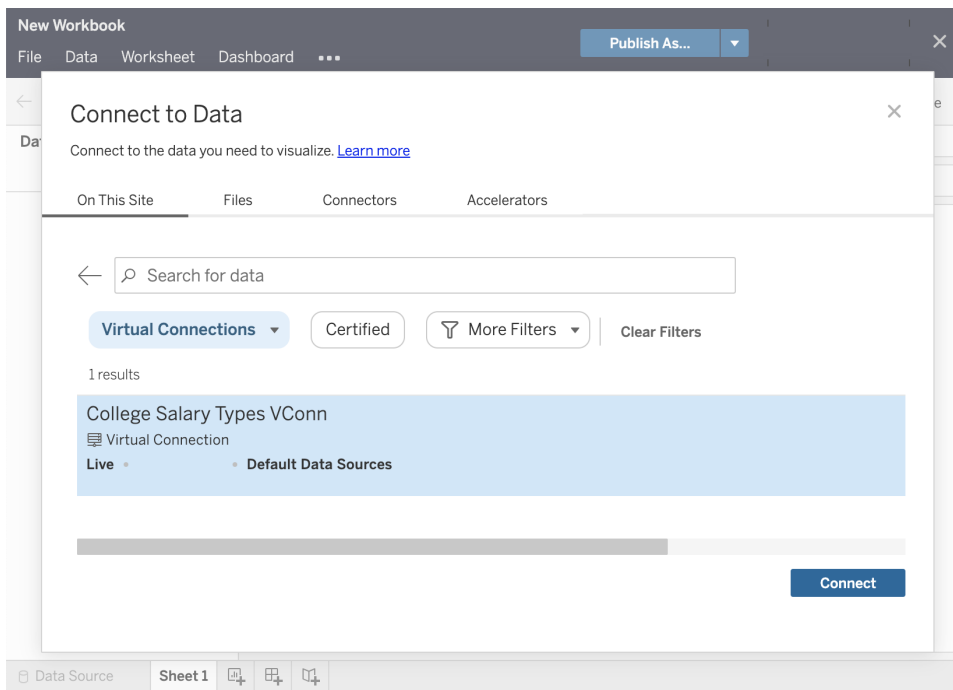 New Workbook
File Data Worksheet Dashboard
Publish As...
Connect to Data
Connect to the data you need to visualize. Learn more
On This Site Files Connectors Accelerators
Search for data
Virtual Connections Certified More Filters Clear Filters
1 results
College Salary Types VConn
Virtual Connection
Live • • Default Data Sources
Connect
Data Source Sheet 1